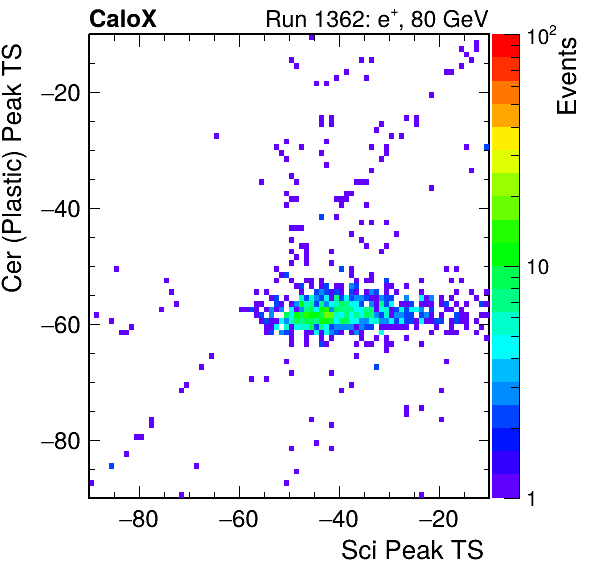 CaloX
Run 1362: e+, 80 GeV
Cer (Plastic) Peak TS
−20
−40
−60
−80
−80
−60
−40
−20
Sci Peak TS
10²
10
1
Events